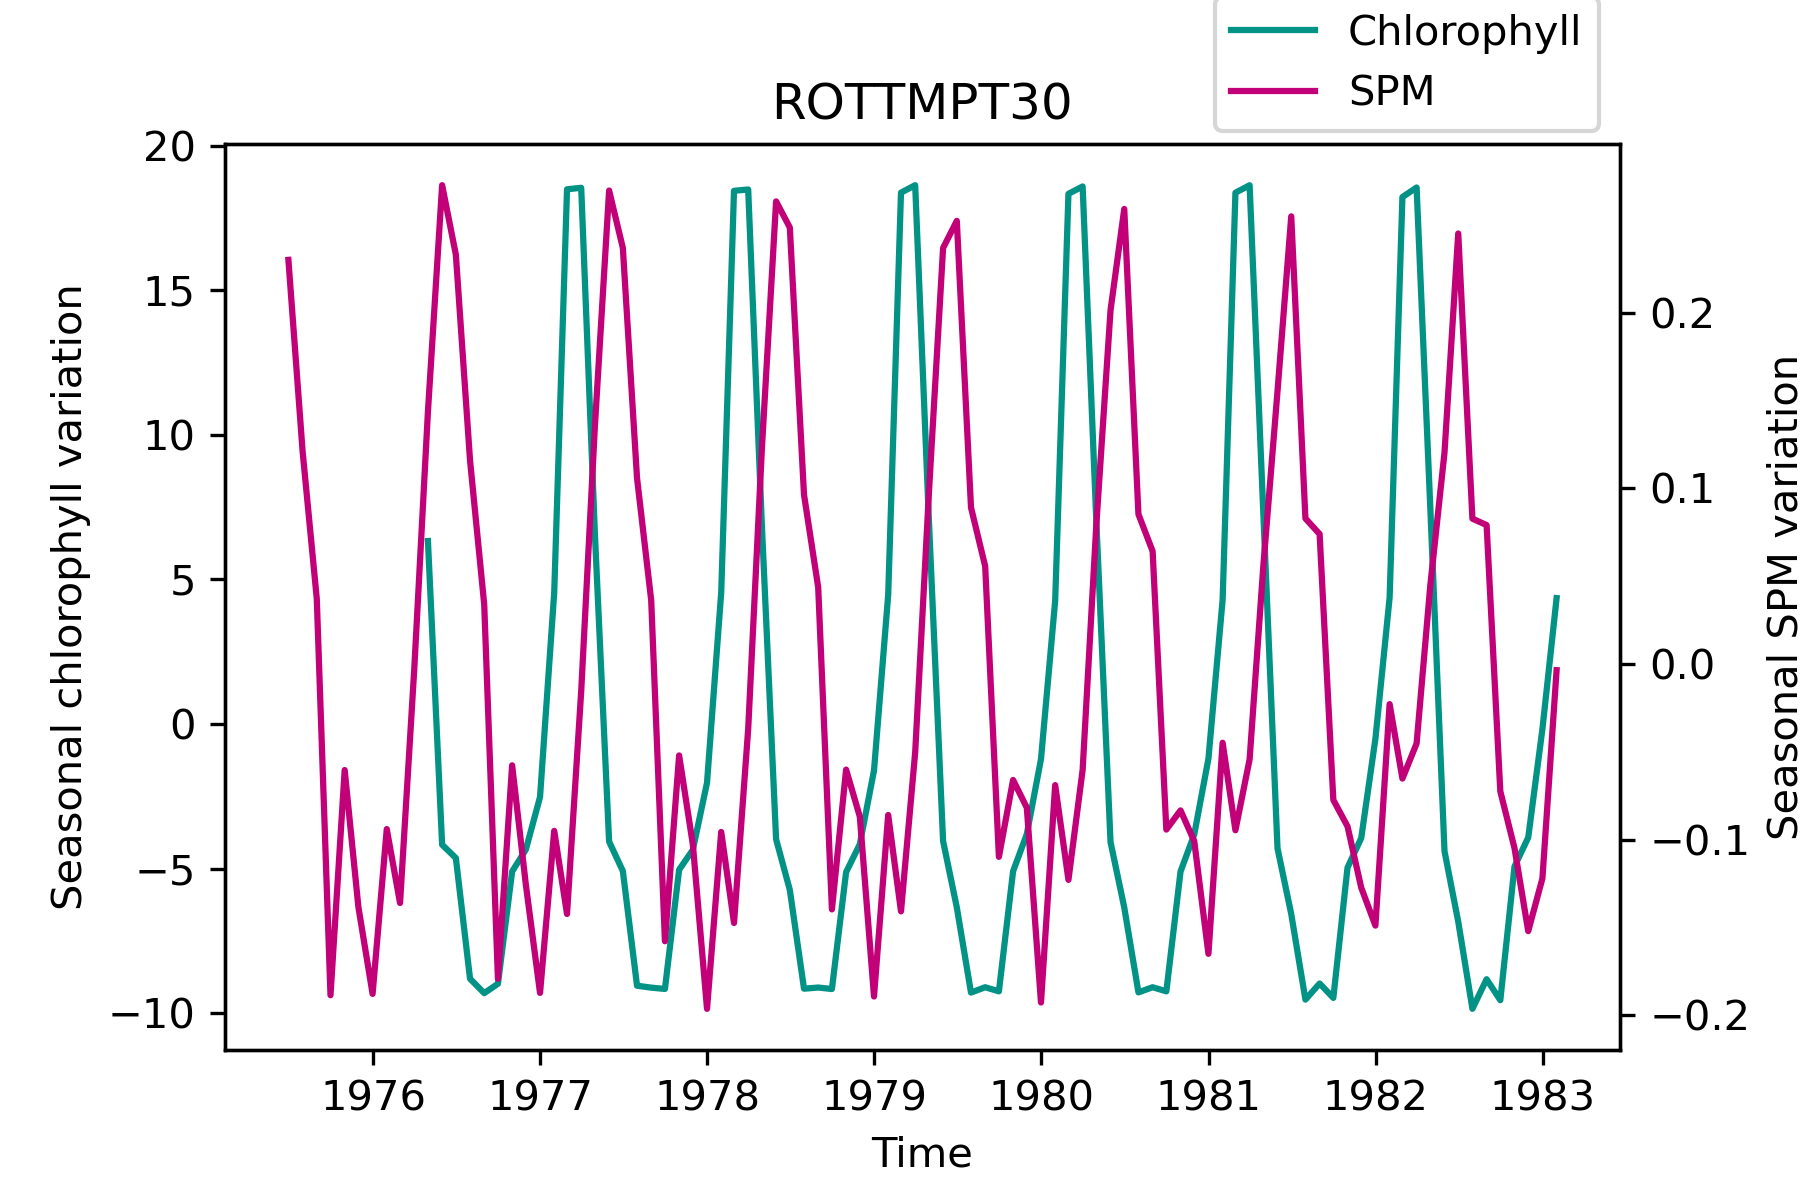 Chlorophyll
SPM
ROTTMPT30
Seasonal chlorophyll variation
20
15
10
5
0
−5
−10
0.2
0.1
0.0
−0.1
−0.2
Seasonal SPM variation
1976 1977 1978 1979 1980 1981 1982 1983
Time